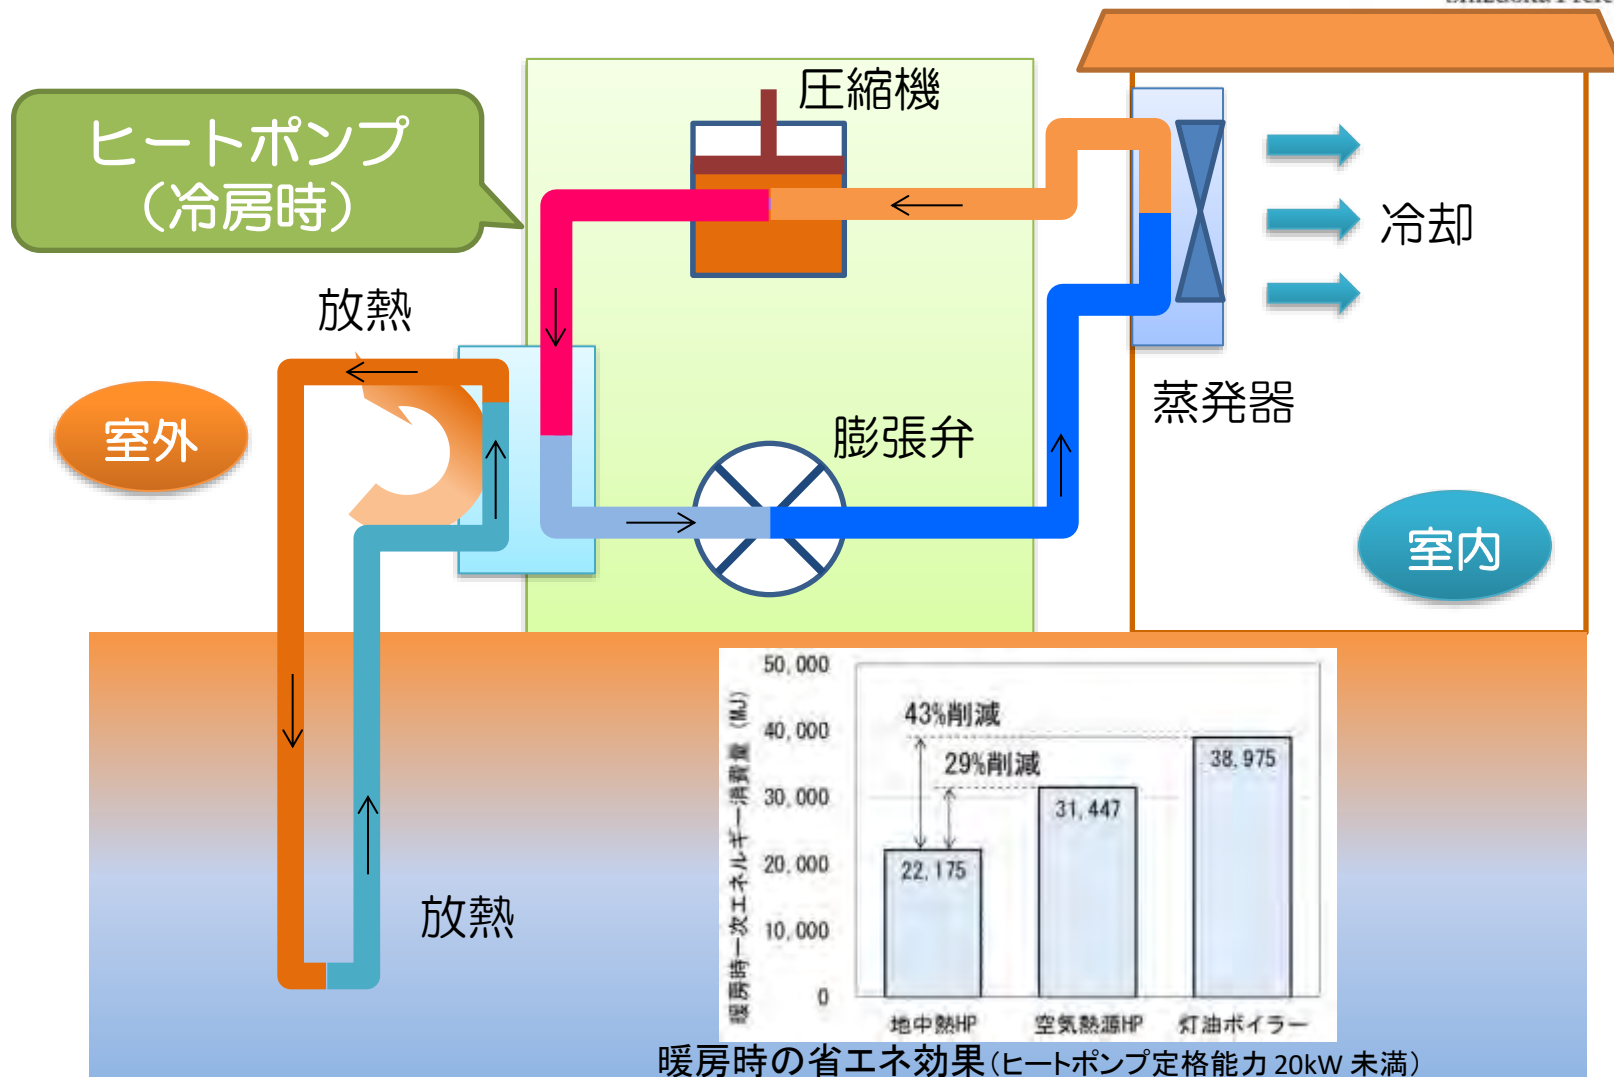 圧縮機
ヒートポンプ
（冷房時）
冷却
放熱
蒸発器
室外
膨張弁
室内
放熱
暖房時一次エネルギー消費量 (MJ)
50,000
40,000
30,000
20,000
10,000
0
43%削減
29%削減
22,175
31,447
38,975
地中熱HP
空気熱源HP
灯油ボイラー
暖房時の省エネ効果（ヒートポンプ定格能力 20kW 未満）